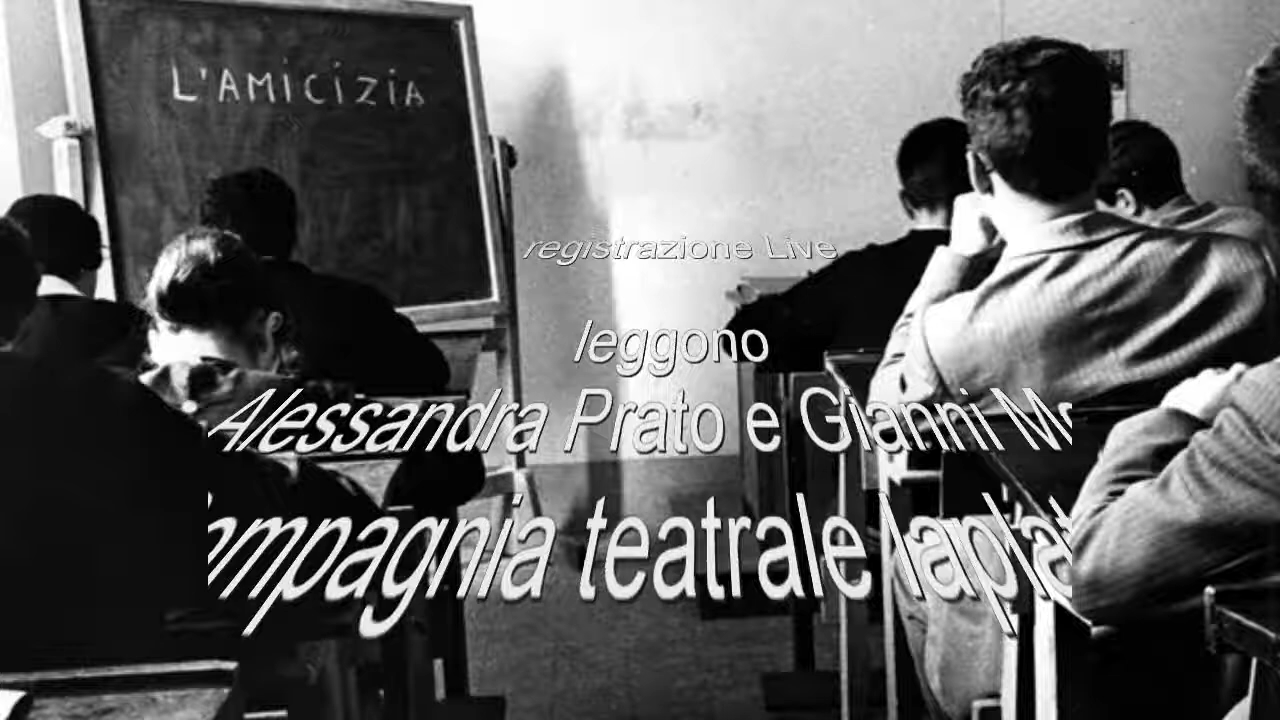 L'AMICIZIA
registrazione Live
leggono
Alessandra Prato e Gianni
teatrale